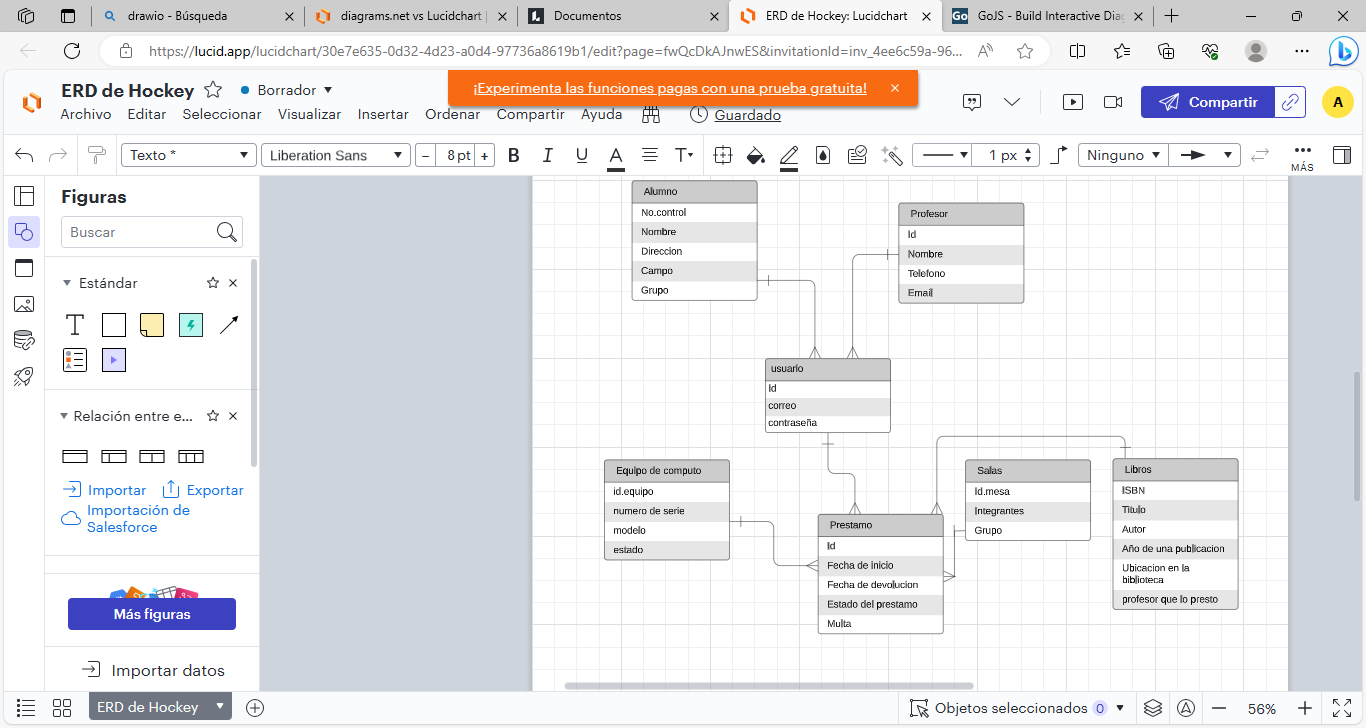 drawio - Búsqueda
diagrams.net vs Lucidchart |
Documentos
ERD de Hockey: Lucidchart
Go
GoJS - Build Interactive Diag
https://lucid.app/lucidchart/30e7e635-0d32-4d23-a0d4-97736a8619b1/edit?page=fwQcDkAJnwES&invitationId=inv_4ee6c59a-96...
ERD de Hockey
Borrador
¡Experimenta las funciones pagas con una prueba gratuita!
Compartir
A
Archivo Editar Seleccionar Visualizar Insertar Ordenar Compartir Ayuda Guardado
Texto *
Liberation Sans
− 8 pt +
B I U A T
1 px
Ninguno
MÁS
Figuras
Buscar
Estándar
T
Relación entre e...
Importar
Exportar
Importación de
Salesforce
Más figuras
Importar datos
Alumno
No.control
Nombre
Direccion
Campo
Grupo
Profesor
Id
Nombre
Telefono
Email
usuario
Id
correo
contraseña
Equipo de computo
id.equipo
numero de serie
modelo
estado
Prestamo
Id
Fecha de inicio
Fecha de devolucion
Estado del prestamo
Multa
Salas
Id.mesa
Integrantes
Grupo
Libros
ISBN
Titulo
Autor
Año de una publicacion
Ubicacion en la
biblioteca
profesor que lo presto
ERD de Hockey
Objetos seleccionados 0
56%